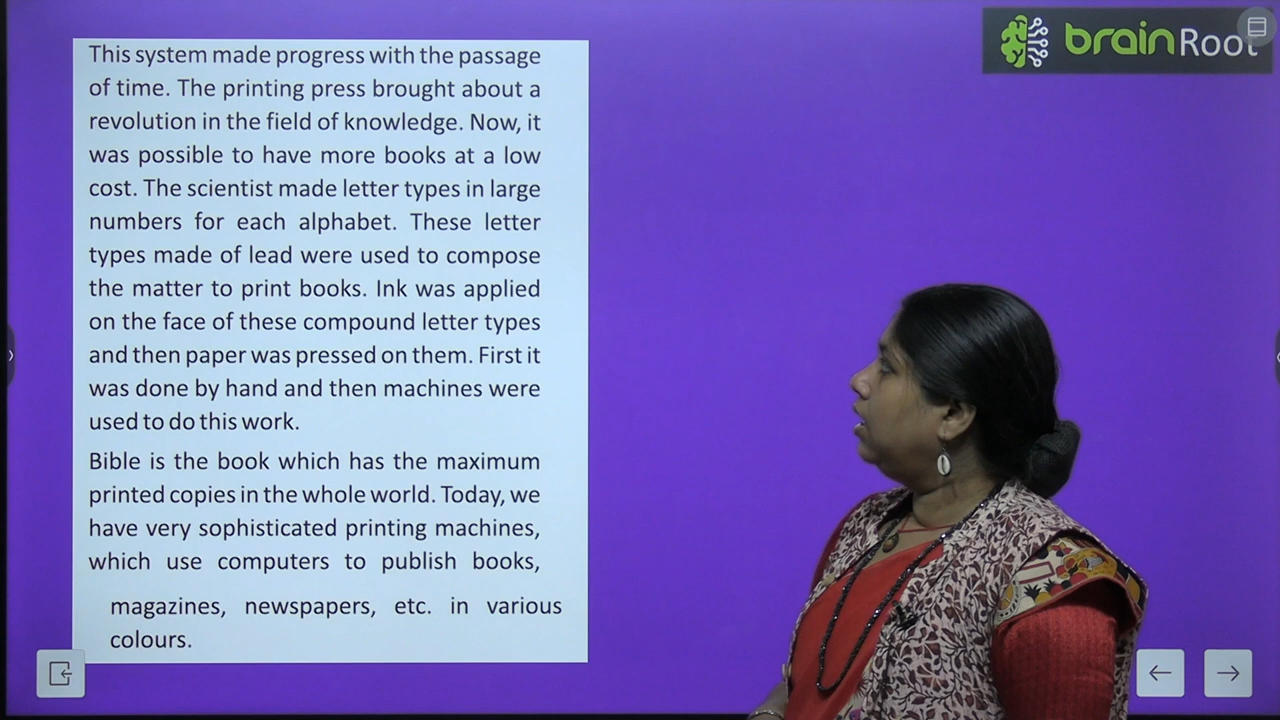 This system made progress with the passage
of time. The printing press brought about a
revolution in the field of knowledge. Now, it
was possible to have more books at a low
cost. The scientist made letter types in large
numbers for each alphabet. These letter
types made of lead were used to compose
the matter to print books. Ink was applied
on the face of these compound letter types
and then paper was pressed on them. First it
was done by hand and then machines were
used to do this work.
Bible is the book which has the maximum
printed copies in the whole world. Today, we
have very sophisticated printing machines,
which use computers to publish books,
magazines, newspapers, etc. in various
colours.
brainRoot